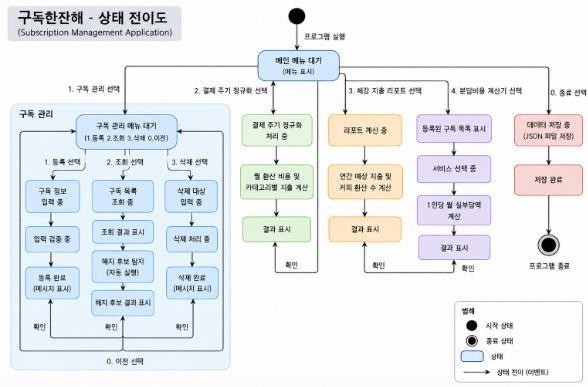 구독한잔해 - 상태 전이도
(Subscription Management Application)
프로그램 실행
메인 메뉴 대기
(메뉴 표시)
1. 구독 관리 선택
2. 결제 주기 정규화 선택
3. 체감 지출 리포트 선택
4. 분담비용 계산기 선택
0. 종료 선택
구독 관리
구독 관리 메뉴 대기
(1.등록 2.조회 3.삭제 0.이전)
1. 등록 선택
2. 조회 선택
3. 삭제 선택
구독 정보
입력 중
입력 검증 중
등록 완료
(메시지 표시)
구독 목록
조회 중
조회 결과 표시
해지 후보 탐지
(자동 실행)
해지 후보 결과 표시
삭제 대상
입력 중
삭제 처리 중
삭제 완료
(메시지 표시)
확인
확인
확인
0. 이전 선택
결제 주기 정규화
처리 중
월 환산 비용 및
카테고리별 지출 계산
결과 표시
확인
리포트 계산 중
연간 예상 지출 및
커피 환산 수 계산
결과 표시
확인
등록된 구독 목록 표시
서비스 선택 중
1인당 월 실부담액
계산
결과 표시
확인
데이터 저장 중
(JSON 파일 저장)
저장 완료
프로그램 종료
범례
시작 상태
종료 상태
상태
상태 전이 (이벤트)